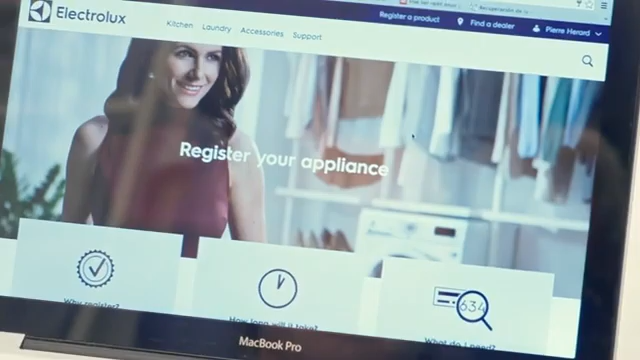 Electrolux
Kitchen Laundry Accessories Support
Register a product Find a dealer Pierre Herard
Register your appliance
634
Why register?
How long will it take?
What do I need?
MacBook Pro